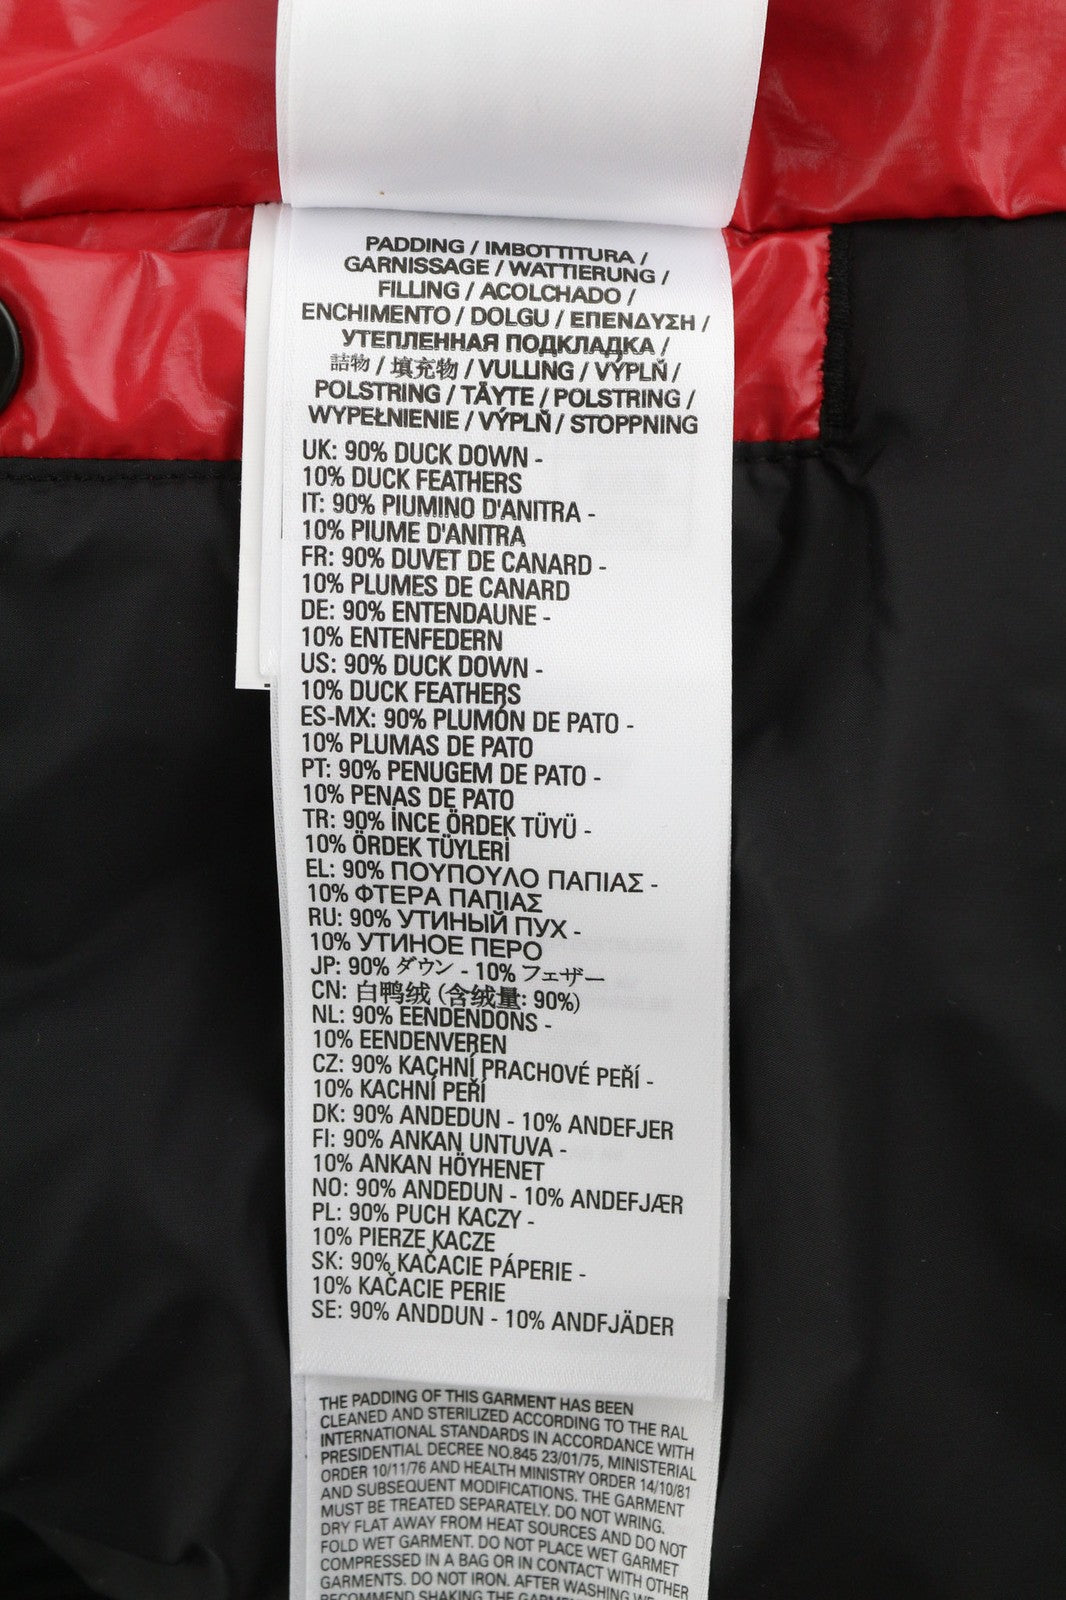 PADDING / IMBOTTITURA /
GARNISSAGE / WATTIERUNG /
FILLING / ACOLCHADO /
ENCHIMENTO / DOLGU / ΕΠΕΝΔΥΣΗ /
УТЕПЛЕННАЯ ПОДКЛАДКА /
詰物 / 填充物 / VULLING / VÝPLŇ /
POLSTRING / TÄYTE / POLSTRING /
WYPEŁNIENIE / VÝPLŇ / STOPPNING
UK: 90% DUCK DOWN -
10% DUCK FEATHERS
IT: 90% PIUMINO D'ANITRA -
10% PIUME D'ANITRA
FR: 90% DUVET DE CANARD -
10% PLUMES DE CANARD
DE: 90% ENTENDAUNE -
10% ENTENFEDERN
US: 90% DUCK DOWN -
10% DUCK FEATHERS
ES-MX: 90% PLUMÓN DE PATO -
10% PLUMAS DE PATO
PT: 90% PENUGEM DE PATO -
10% PENAS DE PATO
TR: 90% İNCE ÖRDEK TÜYÜ -
10% ÖRDEK TÜYLERİ
EL: 90% ΠΟΥΠΟΥΛΟ ΠΑΠΙΑΣ -
10% ΦΤΕΡΑ ΠΑΠΙΑΣ
RU: 90% УТИНЫЙ ПУХ -
10% УТИНОЕ ПЕРО
JP: 90% ダウン - 10% フェザー
CN: 白鸭绒 (含绒量: 90%)
NL: 90% EENDENDONS -
10% EENDENVEREN
CZ: 90% KACHNÍ PRACHOVÉ PEŘÍ -
10% KACHNÍ PEŘÍ
DK: 90% ANDEDUN - 10% ANDEFJER
FI: 90% ANKAN UNTUVA -
10% ANKAN HÖYHENET
NO: 90% ANDEDUN - 10% ANDEFJÆR
PL: 90% PUCH KACZY -
10% PIERZE KACZE
SK: 90% KAČACIE PÁPERIE -
10% KAČACIE PERIE
SE: 90% ANDDUN - 10% ANDFJÄDER
THE PADDING OF THIS GARMENT HAS BEEN
CLEANED AND STERILIZED ACCORDING TO THE RAL
INTERNATIONAL STANDARDS IN ACCORDANCE WITH
PRESIDENTIAL DECREE NO.845 23/01/75, MINISTERIAL
ORDER 10/11/76 AND HEALTH MINISTRY ORDER 14/10/81
AND SUBSEQUENT MODIFICATIONS. THE GARMENT
MUST BE TREATED SEPARATELY. DO NOT WRING.
DRY FLAT AWAY FROM HEAT SOURCES AND DO NOT
FOLD WET GARMENT. DO NOT PLACE WET GARMET
COMPRESSED IN A BAG OR IN CONTACT WITH OTHER
GARMENTS. DO NOT IRON. AFTER WASHING WE
RECOMMEND SHAKING THE